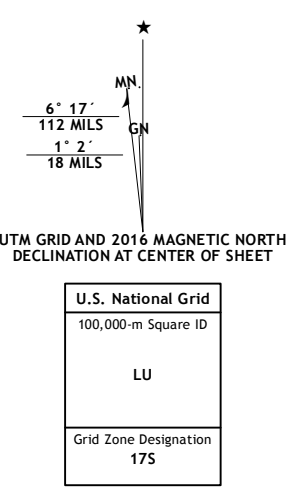 ★
MN
6° 17´
112 MILS
GN
1° 2´
18 MILS
UTM GRID AND 2016 MAGNETIC NORTH
DECLINATION AT CENTER OF SHEET
U.S. National Grid
100,000-m Square ID
LU
Grid Zone Designation
17S